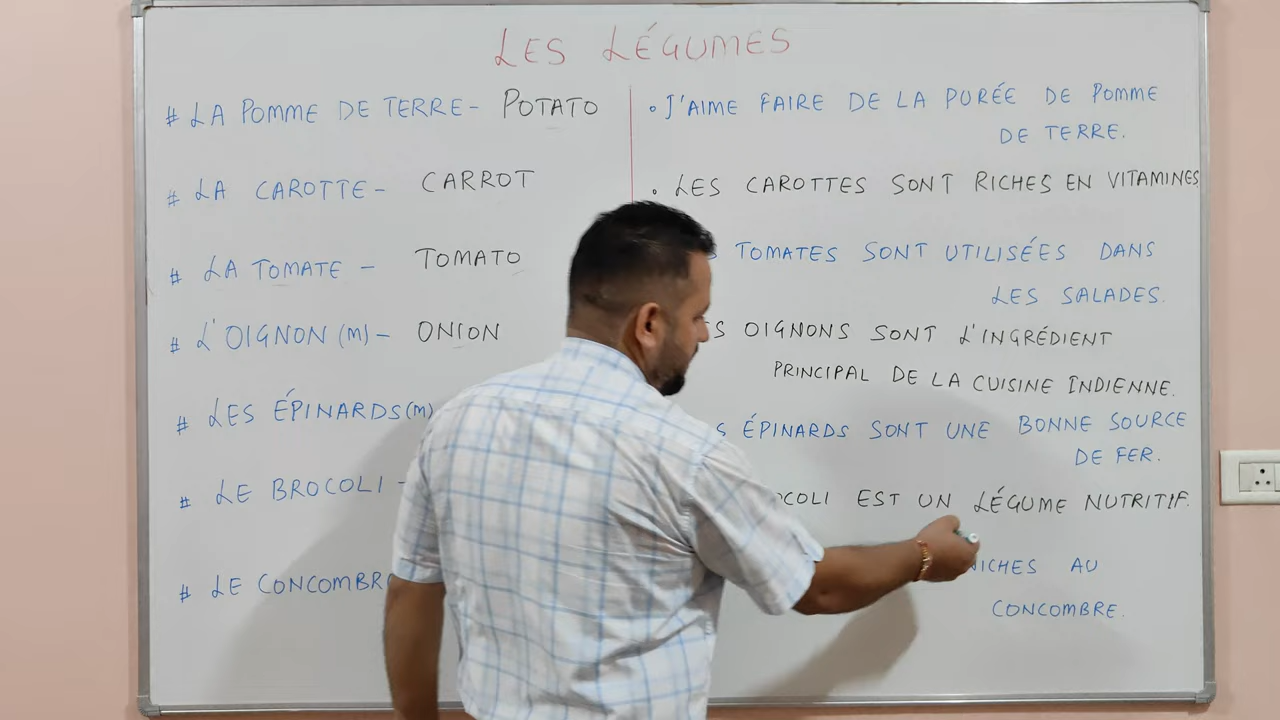 LES LÉGUMES
# LA POMME DE TERRE - POTATO
# LA CAROTTE - CARROT
# LA TOMATE - TOMATO
# L'OIGNON (m) - ONION
# LES ÉPINARDS (m)
# LE BROCOLI -
# LE CONCOMBR
• J'AIME FAIRE DE LA PURÉE DE POMME
DE TERRE.
• LES CAROTTES SONT RICHES EN VITAMINES
TOMATES SONT UTILISÉES DANS
LES SALADES.
S OIGNONS SONT L'INGRÉDIENT
PRINCIPAL DE LA CUISINE INDIENNE.
S ÉPINARDS SONT UNE BONNE SOURCE
DE FER.
OCOLI EST UN LÉGUME NUTRITIF.
ICHES AU
CONCOMBRE.